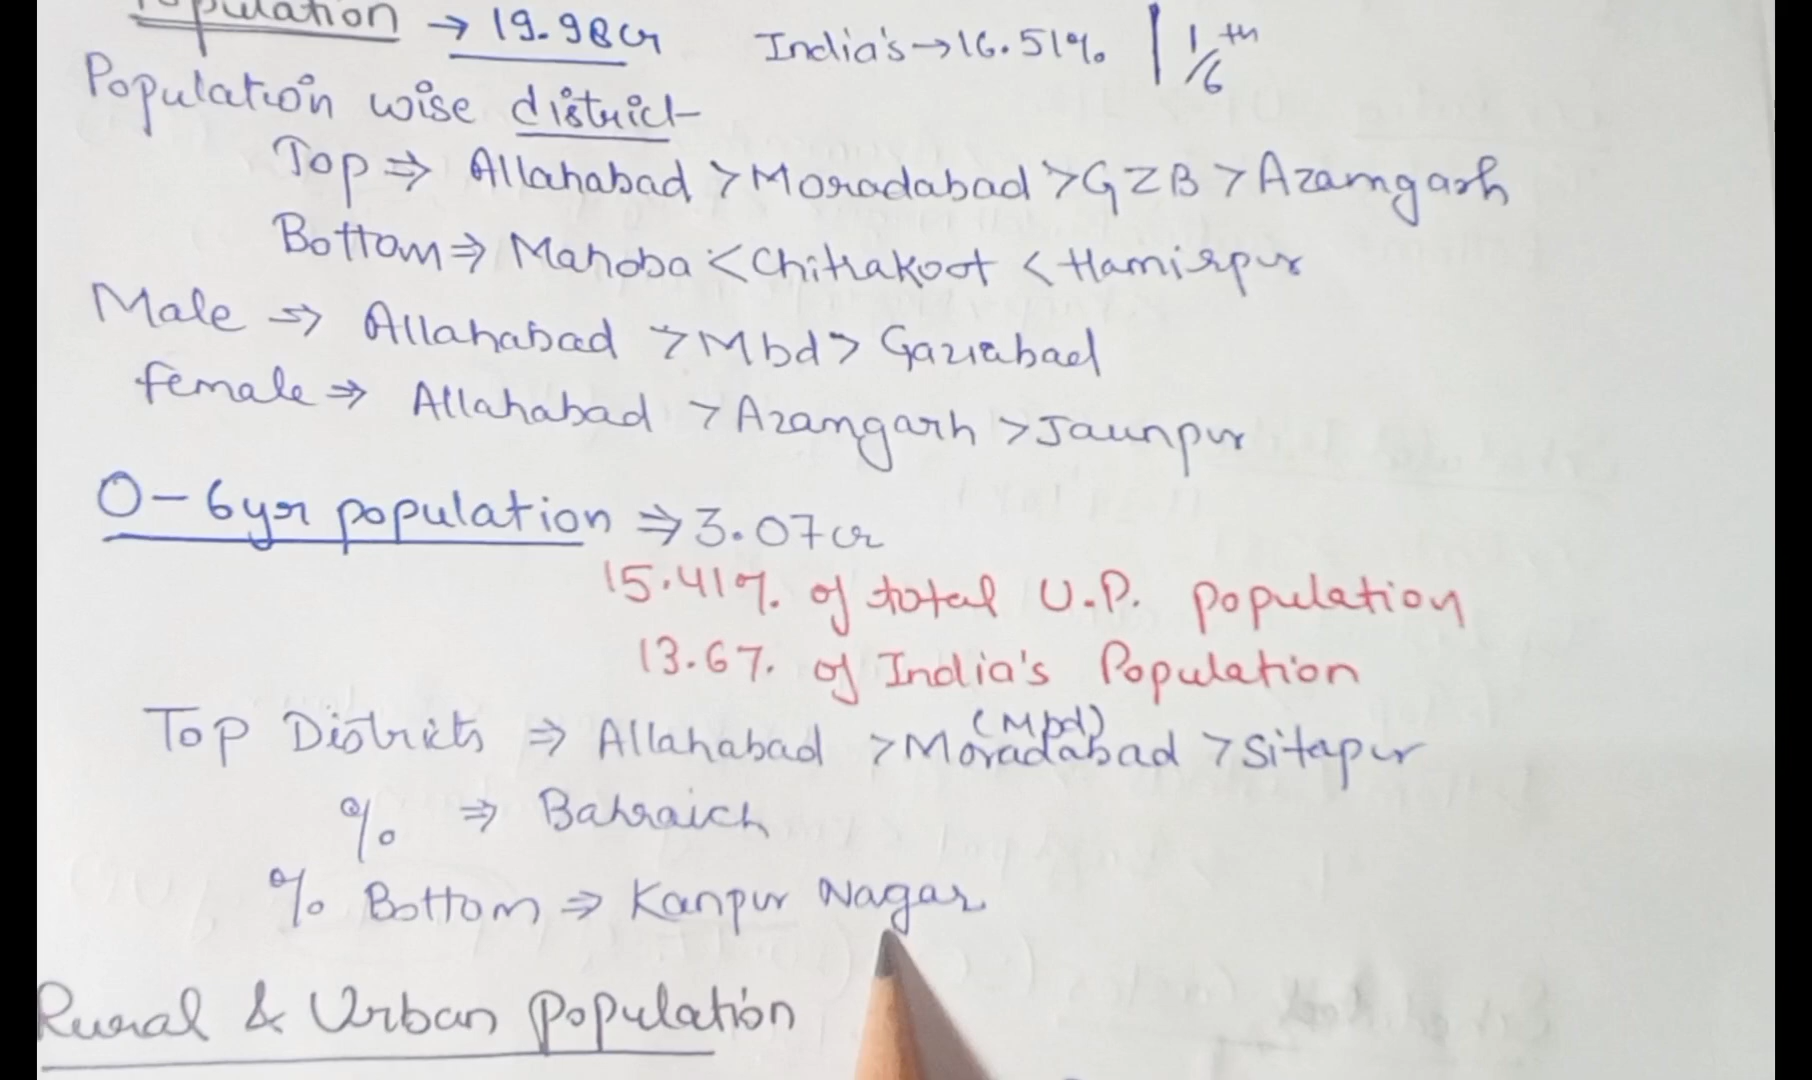 Population → 19.98cr India's → 16.51% | 1/6th
Population wise district
Top ⇒ Allahabad > Moradabad > GZB > Azamgarh
Bottom ⇒ Mahoba < Chitrakoot < Hamirpur
Male ⇒ Allahabad > Mbd > Gaziabad
female ⇒ Allahabad > Azamgarh > Jaunpur
0-6yr population ⇒ 3.07cr
15.41% of total U.P. population
13.6% of India's Population
Top Districts ⇒ Allahabad > Moradabad (Mbd) > Sitapur
% ⇒ Bahraich
% Bottom ⇒ Kanpur Nagar
Rural & Urban Population